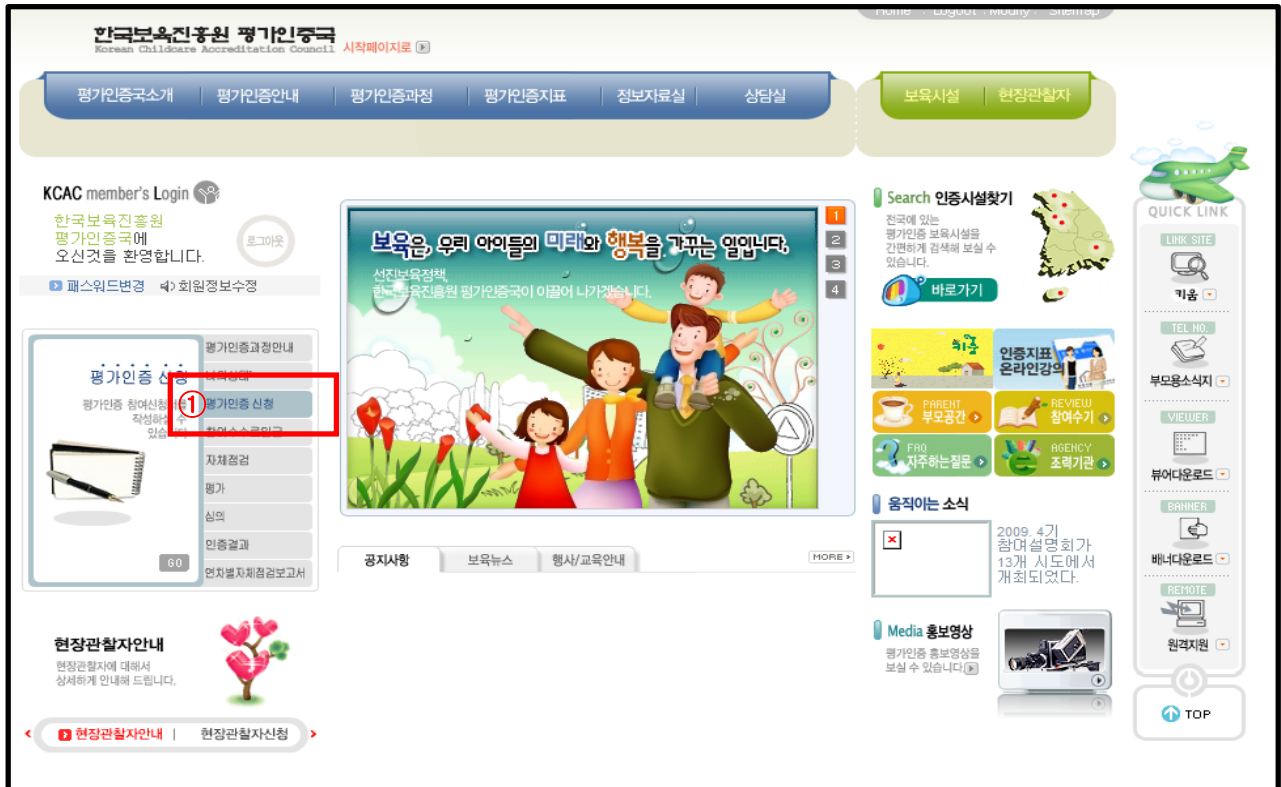 Home : Logout : Modify : Sitemap
한국보육진흥원 평가인증국
Korean Childcare Accreditation Council
시작페이지로
평가인증국소개
평가인증안내
평가인증과정
평가인증지표
정보자료실
상담실
보육시설
현장관찰자
KCAC member's Login
한국보육진흥원
평가인증국에
오신것을 환영합니다.
로그아웃
패스워드변경
회원정보수정
평가인증 신청
평가인증 참여신청서를
작성하실 수
있습니다
GO
평가인증과정안내
①
평가인증 신청
참여수수료입금
자체점검
평가
심의
인증결과
연차별자체점검보고서
현장관찰자안내
현장관찰자에 대해서
상세하게 안내해 드립니다.
현장관찰자안내 |
현장관찰자신청
보육은, 우리 아이들의 미래와 행복을 가꾸는 일입니다.
선진보육정책,
한국보육진흥원 평가인증국이 이끌어 나가겠습니다.
1
2
3
4
공지사항
보육뉴스
행사/교육안내
MORE
Search 인증시설찾기
전국에 있는
평가인증 보육시설을
간편하게 검색해 보실 수
있습니다.
바로가기
키움
인증지표
온라인강의
PARENT
부모공간
REVIEW
참여수기
FAQ
자주하는질문
AGENCY
조력기관
움직이는 소식
2009. 4기
참여설명회가
13개 시도에서
개최되었다.
Media 홍보영상
평가인증 홍보영상을
보실 수 있습니다
QUICK LINK
LINK SITE
키움
TEL NO.
부모용소식지
VIEWER
뷰어다운로드
BANNER
배너다운로드
REMOTE
원격지원
TOP